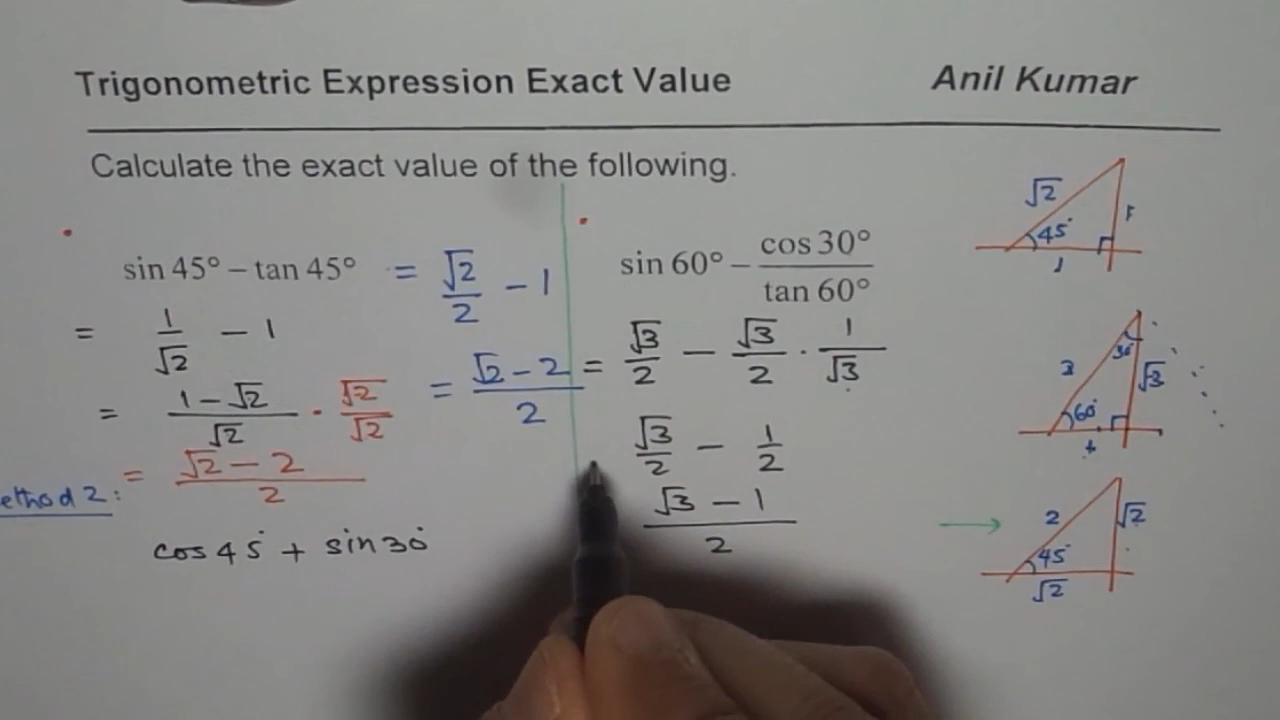 Trigonometric Expression Exact Value Anil Kumar
Calculate the exact value of the following.
sin 45° – tan 45° = √2/2 - 1
= 1/√2 - 1
= (1 - √2)/√2 · √2/√2 = (√2 - 2)/2
= (√2 - 2)/2
ethod 2:
cos 45° + sin 30°
sin 60° – cos 30°/tan 60°
= √3/2 - √3/2 · 1/√3
√3/2 - 1/2
(√3 - 1)/2
√2
45°
1
1
30°
2
√3
60°
1
2
√2
45°
√2